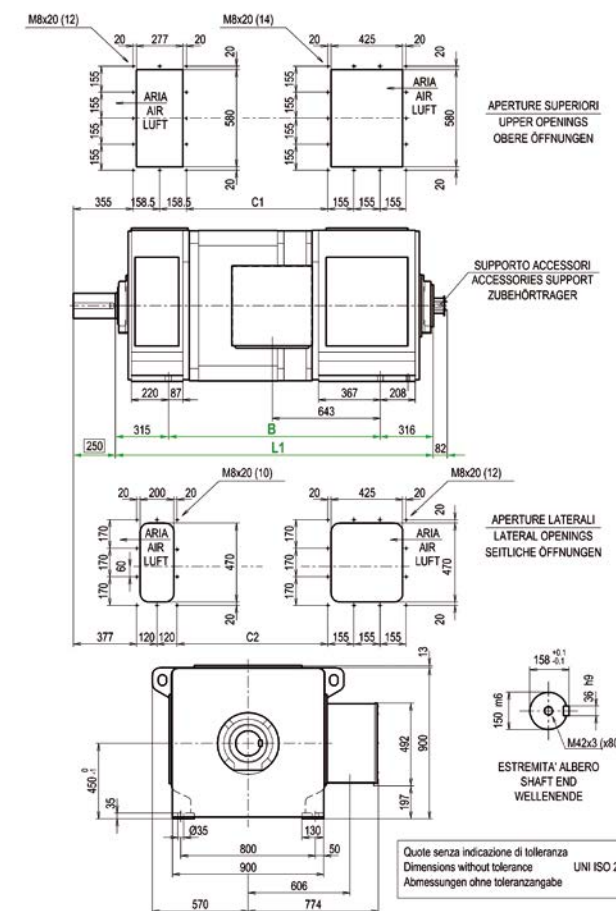 M8x20 (12)
M8x20 (14)
20 277 20
20 425 20
20
155
155
155
155
ARIA
AIR
LUFT
580
20
155
155
155
155
ARIA
AIR
LUFT
580
20
20
APERTURE SUPERIORI
UPPER OPENINGS
OBERE ÖFFNUNGEN
355 158.5 158.5 C1 155 155 155
SUPPORTO ACCESSORI
ACCESSORIES SUPPORT
ZUBEHÖRTRAGER
220 87 367 208
643
315 B 316
250 L1 82
M8x20 (10)
M8x20 (12)
20 200 20
20 425 20
20
170
170
60
170
ARIA
AIR
LUFT
470
20
ARIA
AIR
LUFT
470
20
20
APERTURE LATERALI
LATERAL OPENINGS
SEITLICHE ÖFFNUNGEN
377 120 120 C2 155 155 155
13
158 +0.1 -0.1
36 h9
150 m6
M42x3 (x80
ESTREMITA' ALBERO
SHAFT END
WELLENENDE
450 0 -1
492
900
197
35
Ø35 130
800 50
900
606
570 774
Quote senza indicazione di tolleranza
Dimensions without tolerance UNI ISO 2
Abmessungen ohne toleranzangabe